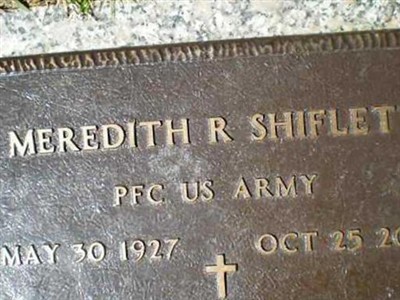 MEREDITH R SHIFLET
PFC US ARMY
MAY 30 1927 OCT 25